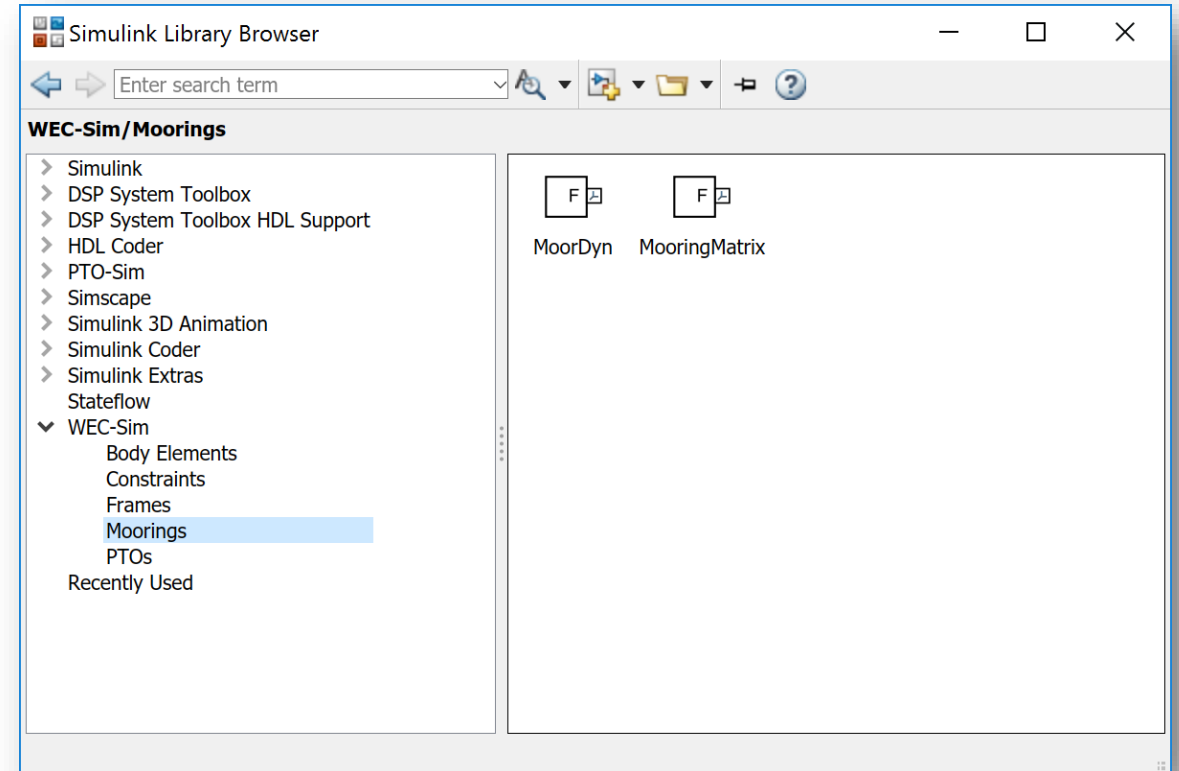 Simulink Library Browser
Enter search term
WEC-Sim/Moorings
Simulink
DSP System Toolbox
DSP System Toolbox HDL Support
HDL Coder
PTO-Sim
Simscape
Simulink 3D Animation
Simulink Coder
Simulink Extras
Stateflow
WEC-Sim
Body Elements
Constraints
Frames
Moorings
PTOs
Recently Used
F F
MoorDyn MooringMatrix